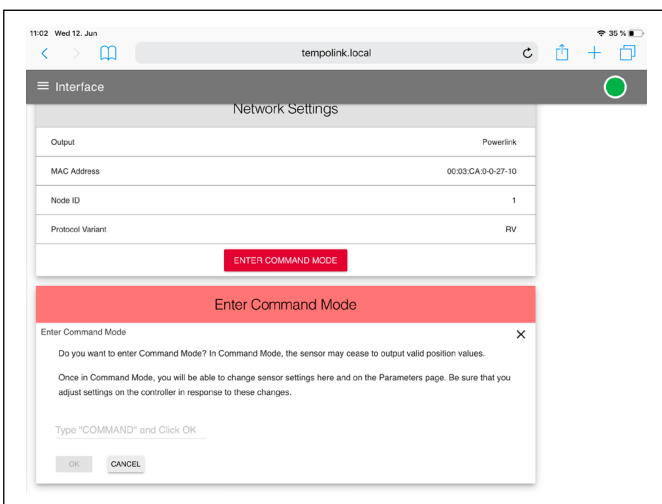 11:02 Wed 12. Jun
35 %
tempolink.local
Interface
Network Settings
Output Powerlink
MAC Address 00:03:CA:0-0-27-10
Node ID 1
Protocol Variant RV
ENTER COMMAND MODE
Enter Command Mode
Enter Command Mode
Do you want to enter Command Mode? In Command Mode, the sensor may cease to output valid position values.
Once in Command Mode, you will be able to change sensor settings here and on the Parameters page. Be sure that you
adjust settings on the controller in response to these changes.
Type "COMMAND" and Click OK
OK CANCEL